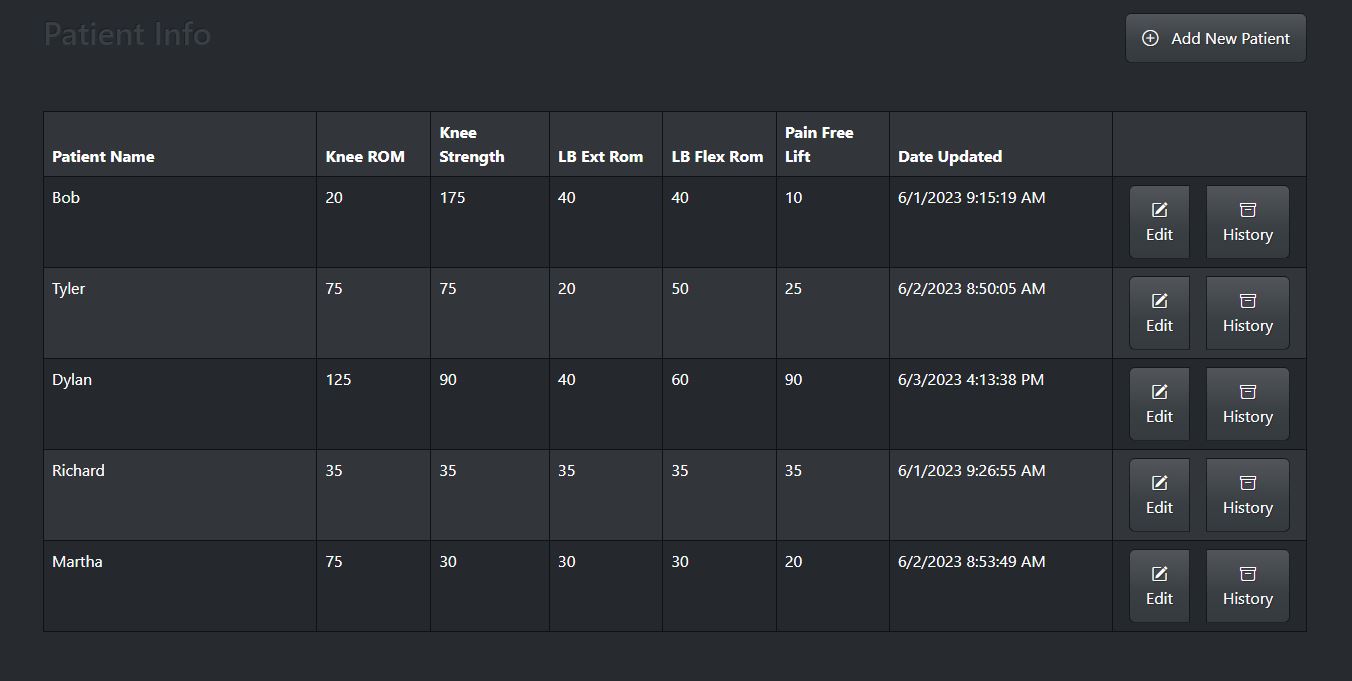 Patient Info
Add New Patient
Patient Name Knee ROM Knee Strength LB Ext Rom LB Flex Rom Pain Free Lift Date Updated
Bob 20 175 40 40 10 6/1/2023 9:15:19 AM Edit History
Tyler 75 75 20 50 25 6/2/2023 8:50:05 AM Edit History
Dylan 125 90 40 60 90 6/3/2023 4:13:38 PM Edit History
Richard 35 35 35 35 35 6/1/2023 9:26:55 AM Edit History
Martha 75 30 30 30 20 6/2/2023 8:53:49 AM Edit History